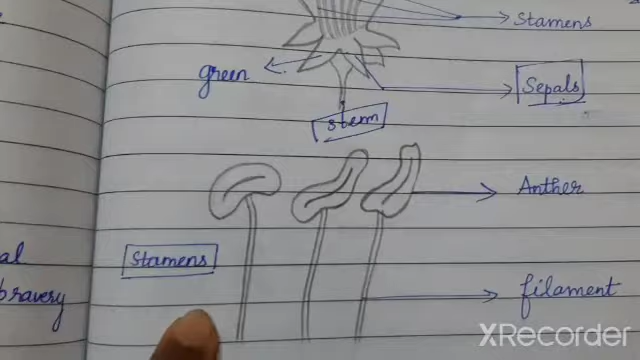 Stamens
green
Sepals
stem
Anther
Stamens
al
bravery
filament
XRecorder